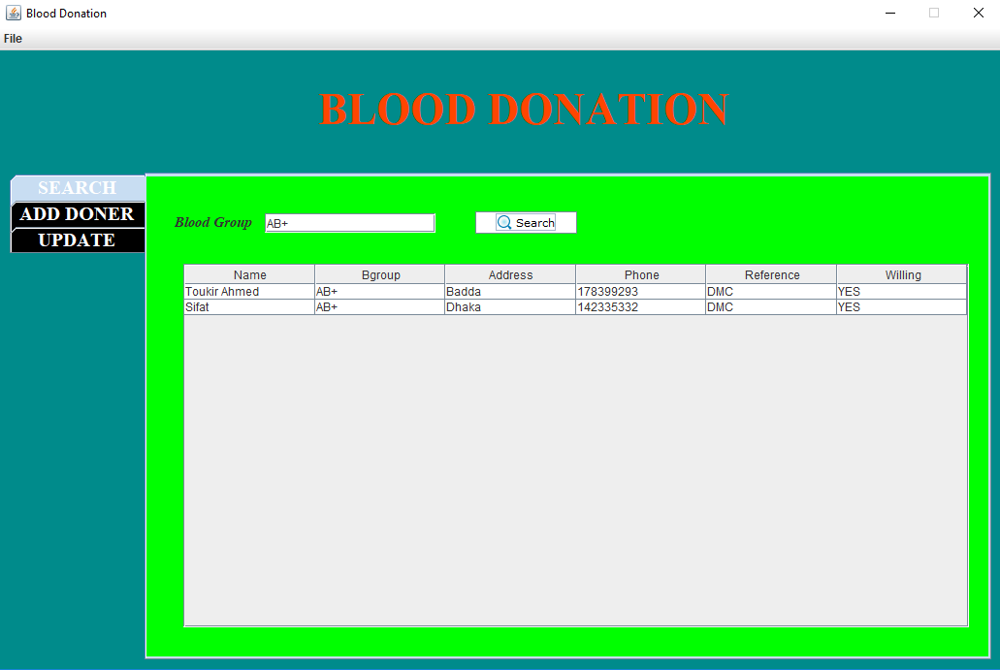 Blood Donation
File
BLOOD DONATION
SEARCH
ADD DONER
UPDATE
Blood Group AB+ Search
Name Bgroup Address Phone Reference Willing
Toukir Ahmed AB+ Badda 178399293 DMC YES
Sifat AB+ Dhaka 142335332 DMC YES